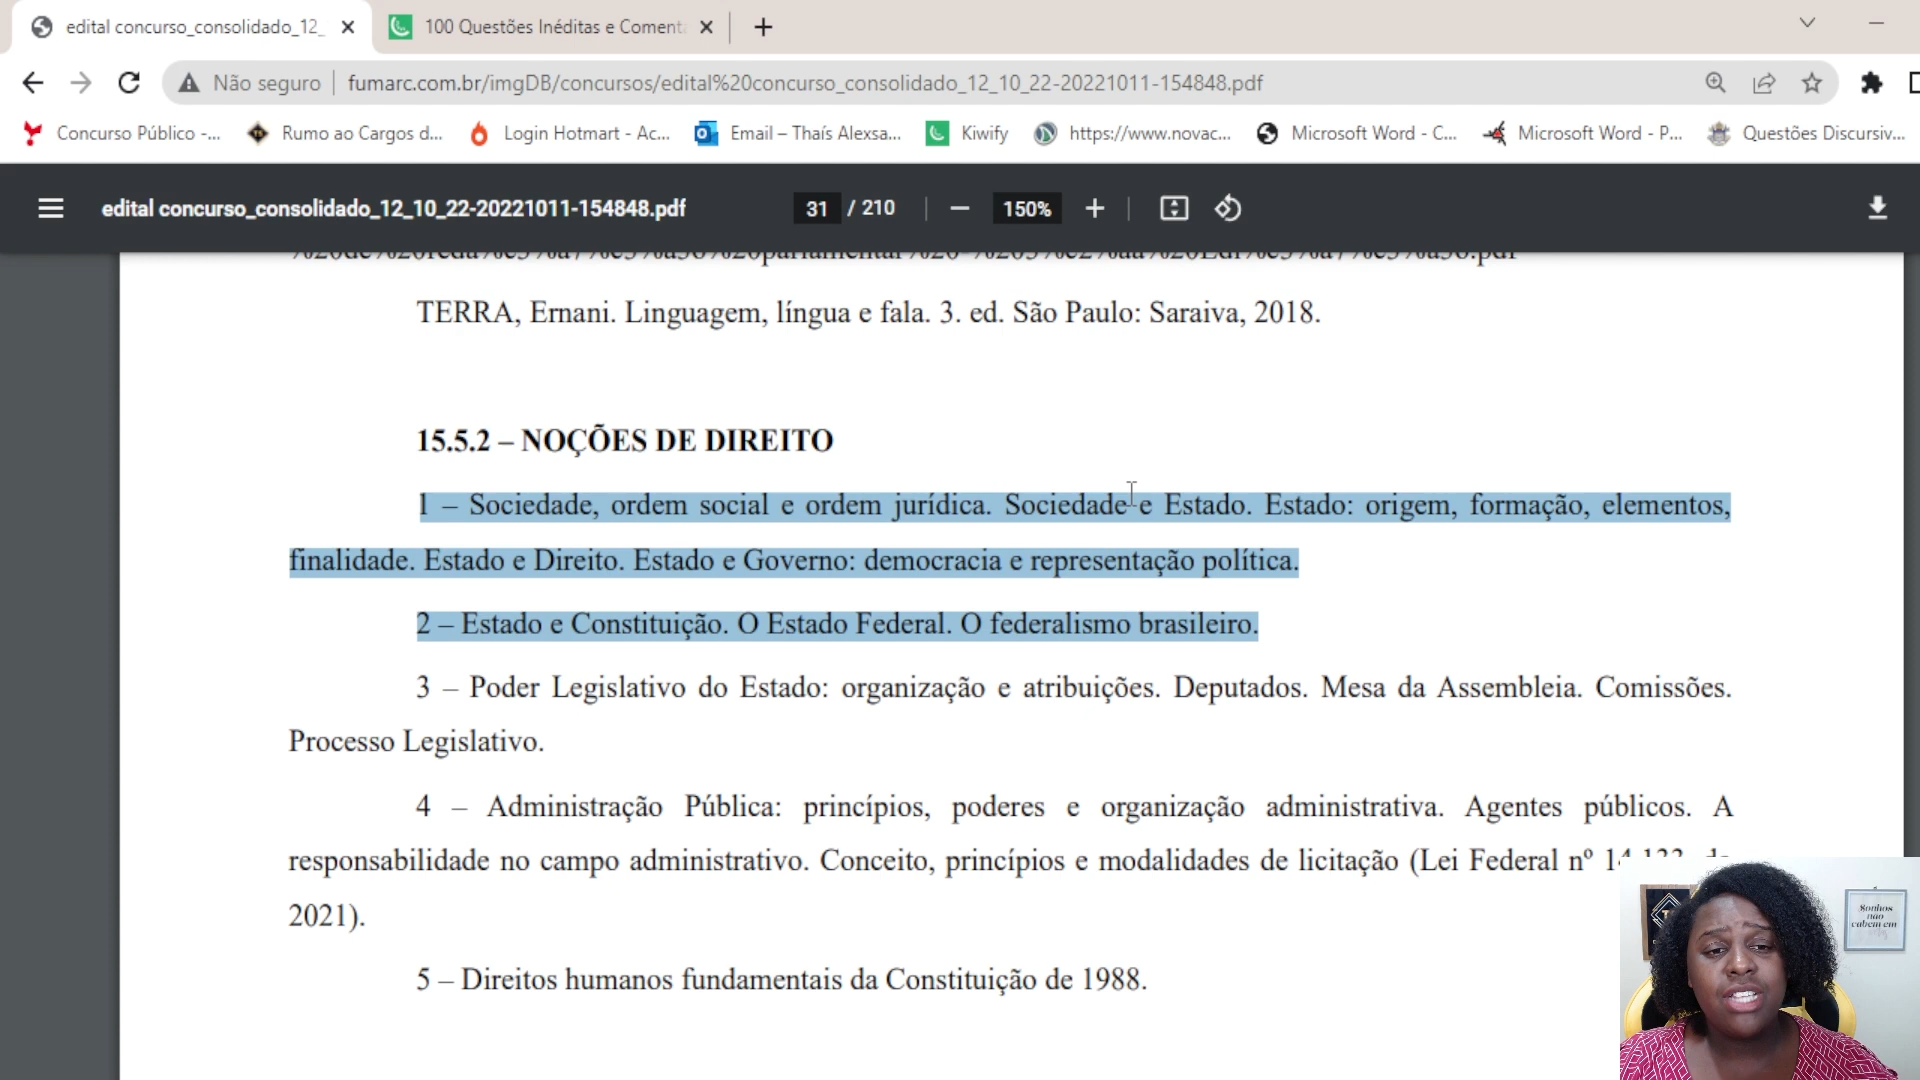 edital concurso_consolidado_12_
100 Questões Inéditas e Coment
Não seguro
fumarc.com.br/imgDB/concursos/edital%20concurso_consolidado_12_10_22-20221011-154848.pdf
Concurso Público -...
Rumo ao Cargos d...
Login Hotmart - Ac...
Email – Thaís Alexsa...
Kiwify
https://www.novac...
Microsoft Word - C...
Microsoft Word - P...
Questões Discursiv...
edital concurso_consolidado_12_10_22-20221011-154848.pdf
31 / 210
150%
TERRA, Ernani. Linguagem, língua e fala. 3. ed. São Paulo: Saraiva, 2018.
15.5.2 – NOÇÕES DE DIREITO
1 – Sociedade, ordem social e ordem jurídica. Sociedade e Estado. Estado: origem, formação, elementos,
finalidade. Estado e Direito. Estado e Governo: democracia e representação política.
2 – Estado e Constituição. O Estado Federal. O federalismo brasileiro.
3 – Poder Legislativo do Estado: organização e atribuições. Deputados. Mesa da Assembleia. Comissões.
Processo Legislativo.
4 – Administração Pública: princípios, poderes e organização administrativa. Agentes públicos. A
responsabilidade no campo administrativo. Conceito, princípios e modalidades de licitação (Lei Federal nº
2021).
5 – Direitos humanos fundamentais da Constituição de 1988.
Sonhos
não
cabem em